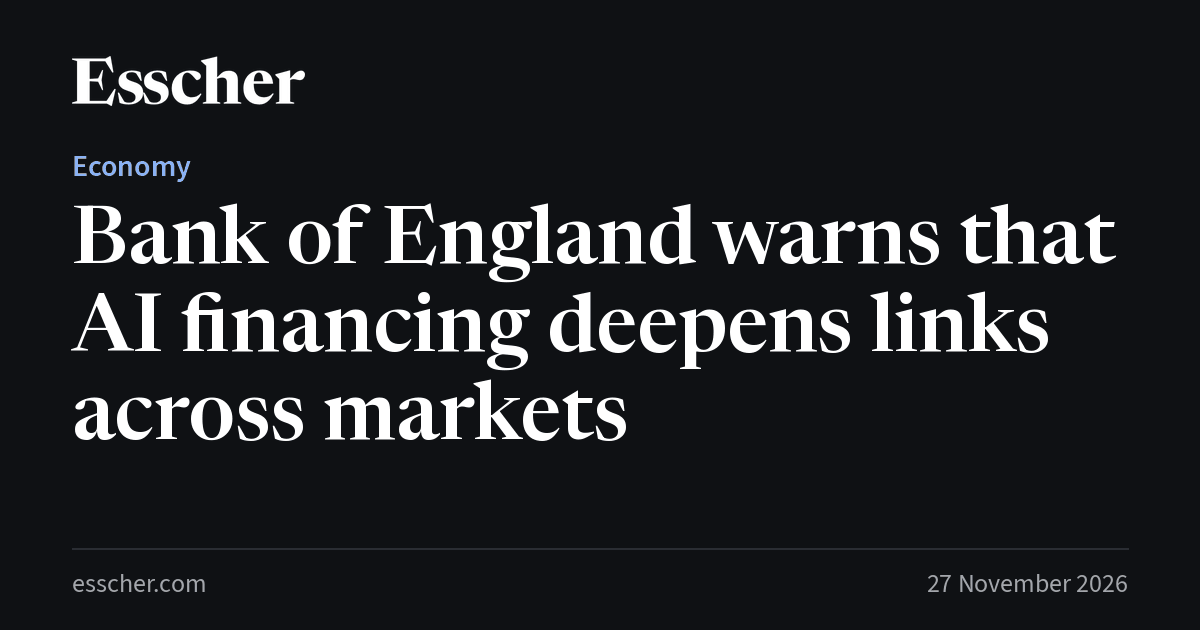 Esscher
Economy
Bank of England warns that
AI financing deepens links
across markets
esscher.com
27 November 2026